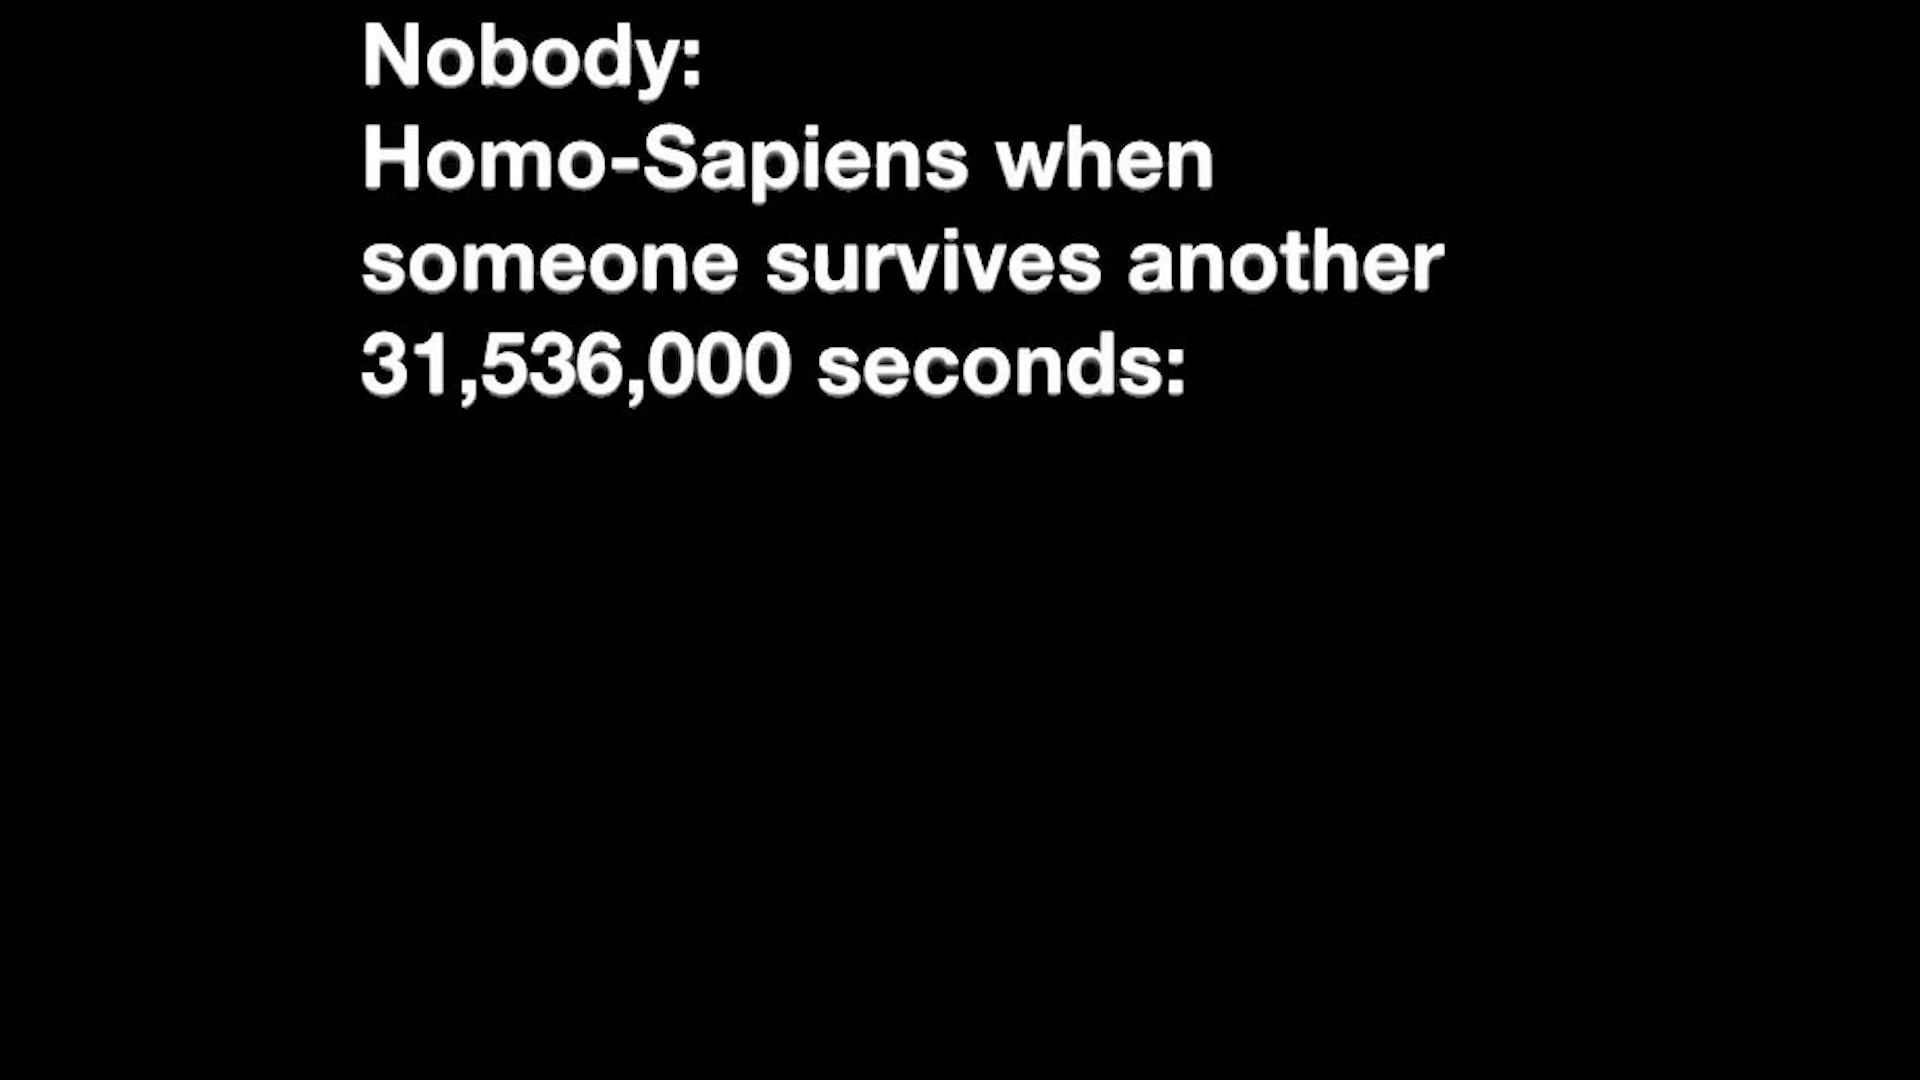 Nobody:
Homo-Sapiens when
someone survives another
31,536,000 seconds: